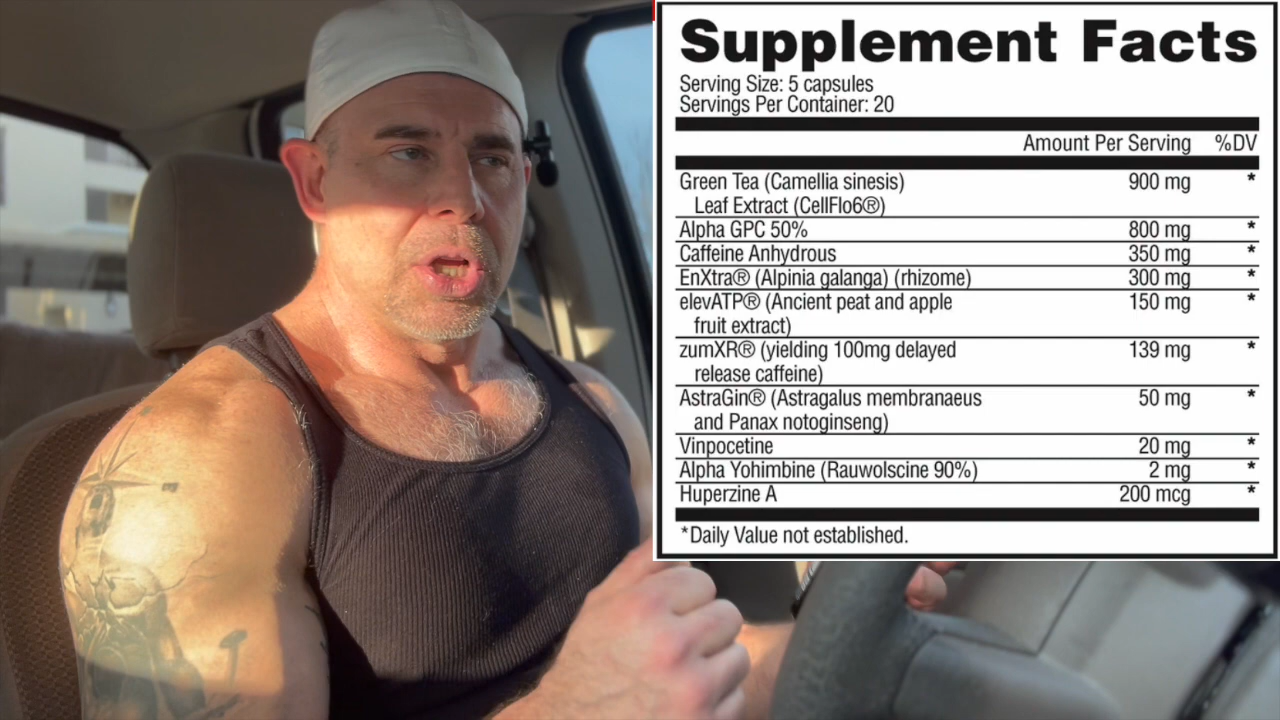 Supplement Facts
Serving Size: 5 capsules
Servings Per Container: 20
Amount Per Serving %DV
Green Tea (Camellia sinesis) 900 mg *
Leaf Extract (CellFlo6®)
Alpha GPC 50% 800 mg *
Caffeine Anhydrous 350 mg *
EnXtra® (Alpinia galanga) (rhizome) 300 mg *
elevATP® (Ancient peat and apple 150 mg *
fruit extract)
zumXR® (yielding 100mg delayed 139 mg *
release caffeine)
AstraGin® (Astragalus membranaeus 50 mg *
and Panax notoginseng)
Vinpocetine 20 mg *
Alpha Yohimbine (Rauwolscine 90%) 2 mg *
Huperzine A 200 mcg *
*Daily Value not established.